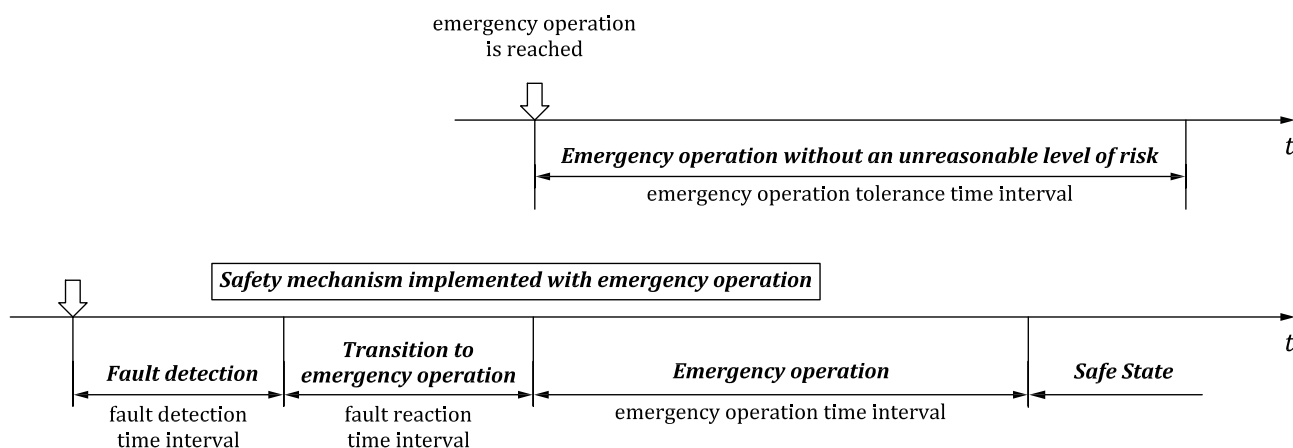 emergency operation
is reached
t
Emergency operation without an unreasonable level of risk
emergency operation tolerance time interval
Safety mechanism implemented with emergency operation
t
Fault detection
fault detection
time interval
Transition to
emergency operation
fault reaction
time interval
Emergency operation
emergency operation time interval
Safe State